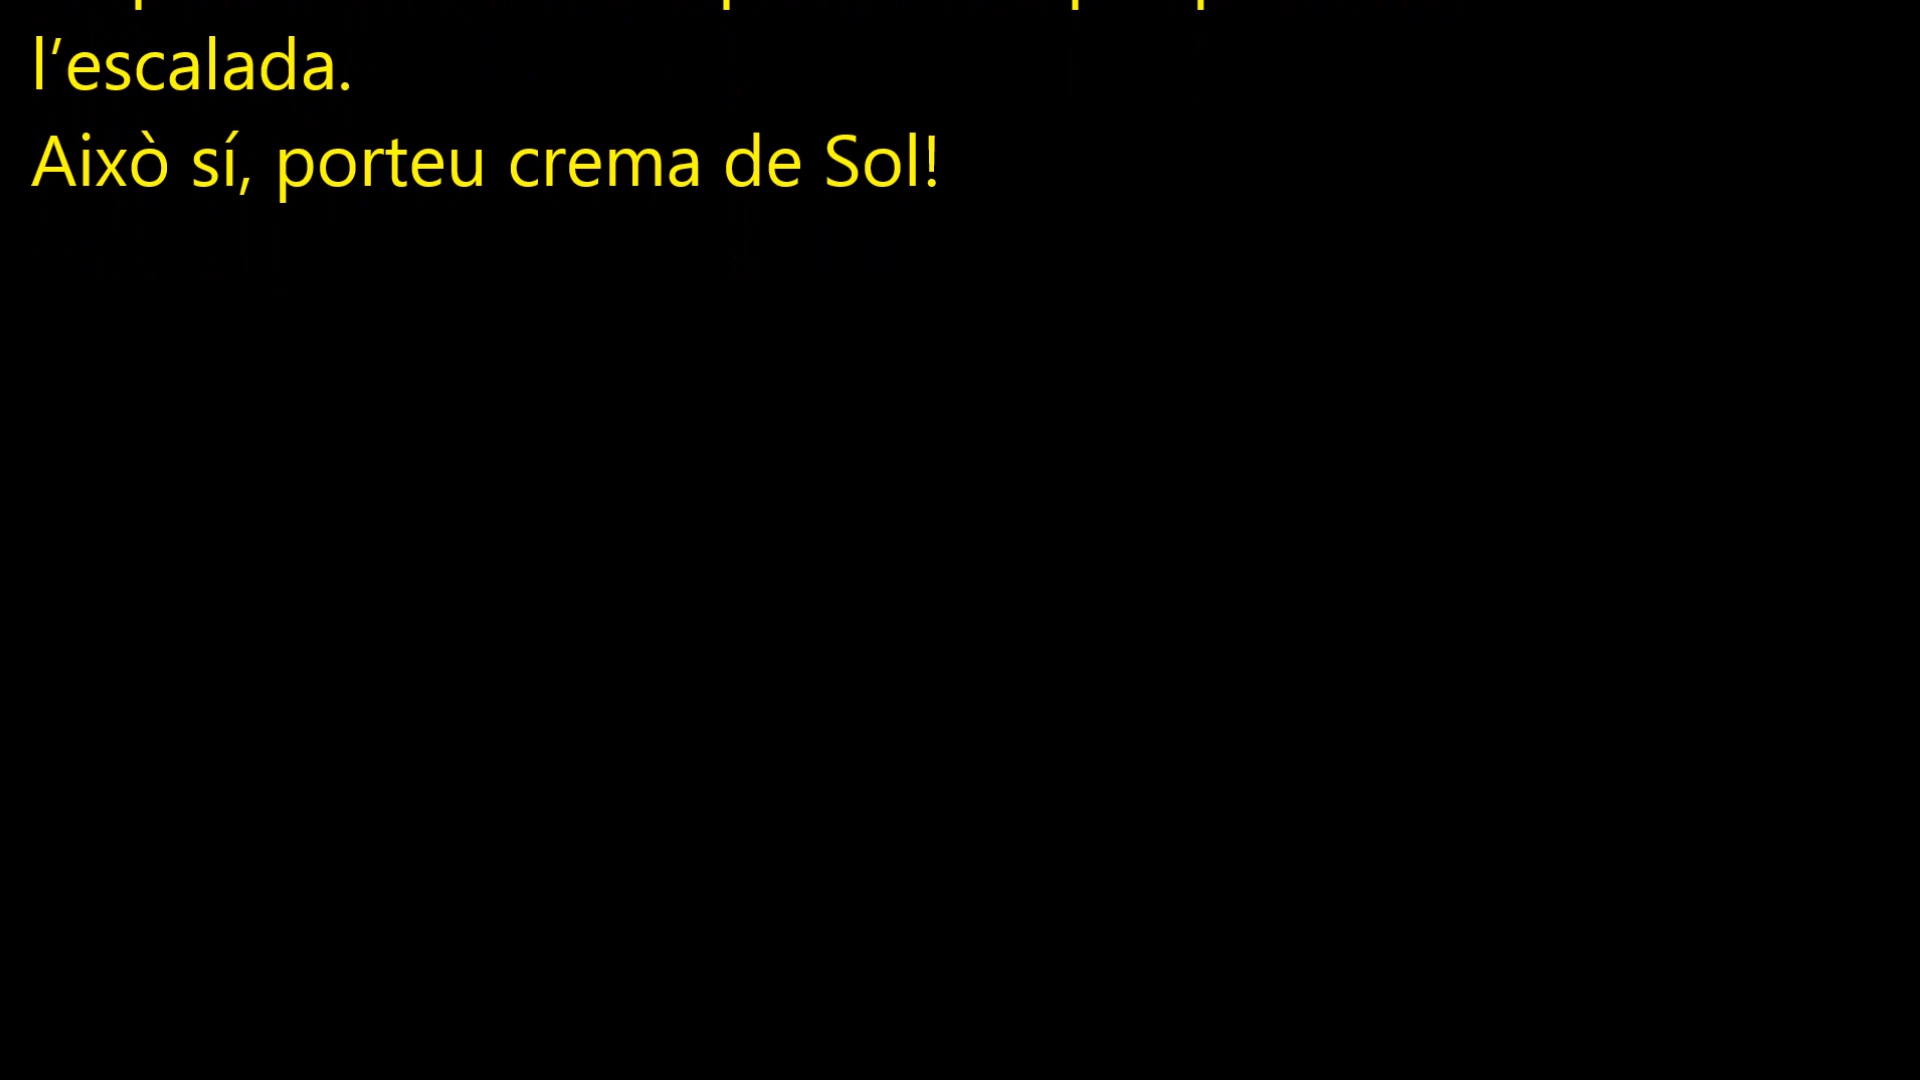 l’escalada.
Això sí, porteu crema de Sol!